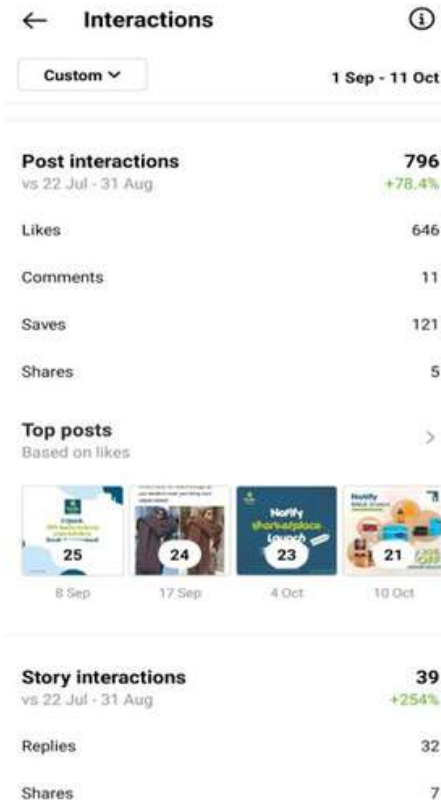 Interactions
Custom
1 Sep - 11 Oct
Post interactions 796
vs 22 Jul - 31 Aug +78.4%
Likes 646
Comments 11
Saves 121
Shares 5
Top posts
Based on likes
Notify
Marketplace
Launch
Notify
25 24 23 21
8 Sep 17 Sep 4 Oct 10 Oct
Story interactions 39
vs 22 Jul - 31 Aug +254%
Replies 32
Shares 7